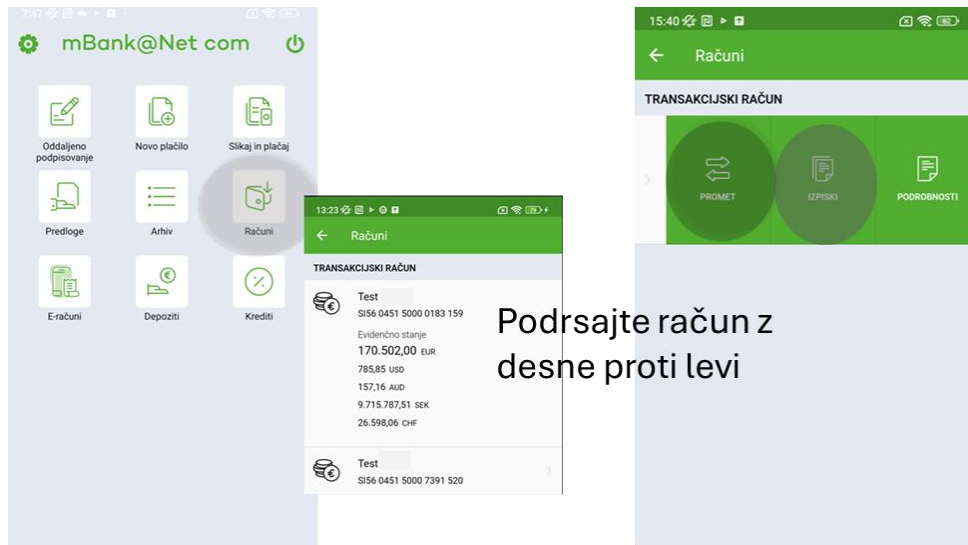 7:47
mBank@Net com
Oddaljeno
podpisovanje
Novo plačilo
Slikaj in plačaj
Predloge
Arhiv
Računi
E-računi
Depoziti
Krediti
13:23
Računi
TRANSAKCIJSKI RAČUN
Test
SI56 0451 5000 0183 159
Evidenčno stanje
170.502,00 EUR
785,85 USD
157,16 AUD
9.715.787,51 SEK
26.598,06 CHF
Test
SI56 0451 5000 7391 520
Podrsajte račun z
desne proti levi
15:40
62
Računi
TRANSAKCIJSKI RAČUN
PROMET
IZPISKI
PODROBNOSTI